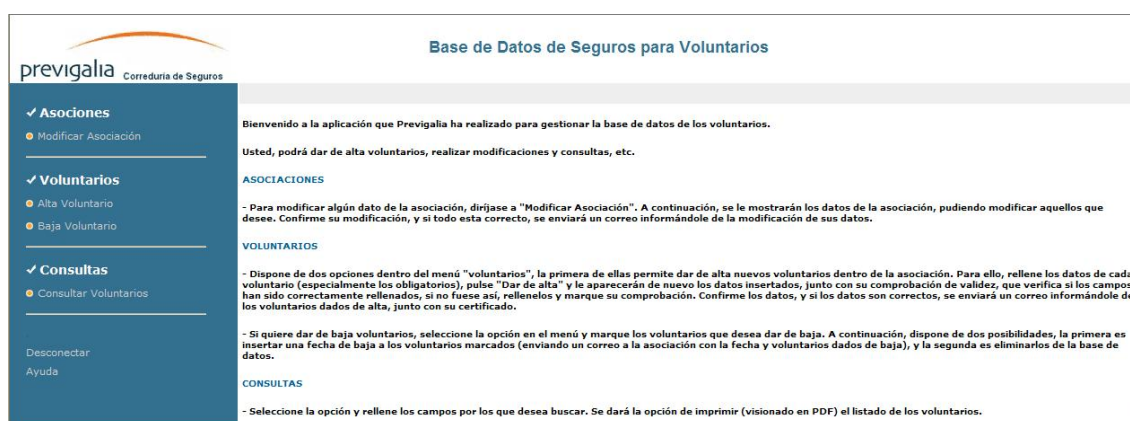 previgalia Correduría de Seguros
Base de Datos de Seguros para Voluntarios
Asociones
Modificar Asociación
Voluntarios
Alta Voluntario
Baja Voluntario
Consultas
Consultar Voluntarios
Desconectar
Ayuda
Bienvenido a la aplicación que Previgalia ha realizado para gestionar la base de datos de los voluntarios.
Usted, podrá dar de alta voluntarios, realizar modificaciones y consultas, etc.
ASOCIACIONES
- Para modificar algún dato de la asociación, diríjase a "Modificar Asociación". A continuación, se le mostrarán los datos de la asociación, pudiendo modificar aquellos que
desee. Confirme su modificación, y si todo esta correcto, se enviará un correo informándole de la modificación de sus datos.
VOLUNTARIOS
- Dispone de dos opciones dentro del menú "voluntarios", la primera de ellas permite dar de alta nuevos voluntarios dentro de la asociación. Para ello, rellene los datos de cada
voluntario (especialmente los obligatorios), pulse "Dar de alta" y le aparecerán de nuevo los datos insertados, junto con su comprobación de validez, que verifica si los campos
han sido correctamente rellenados, si no fuese así, rellenelos y marque su comprobación. Confirme los datos, y si los datos son correctos, se enviará un correo informándole de
los voluntarios dados de alta, junto con su certificado.
- Si quiere dar de baja voluntarios, seleccione la opción en el menú y marque los voluntarios que desea dar de baja. A continuación, dispone de dos posibilidades, la primera es
insertar una fecha de baja a los voluntarios marcados (enviando un correo a la asociación con la fecha y voluntarios dados de baja), y la segunda es eliminarlos de la base de
datos.
CONSULTAS
- Seleccione la opción y rellene los campos por los que desea buscar. Se dará la opción de imprimir (visionado en PDF) el listado de los voluntarios.